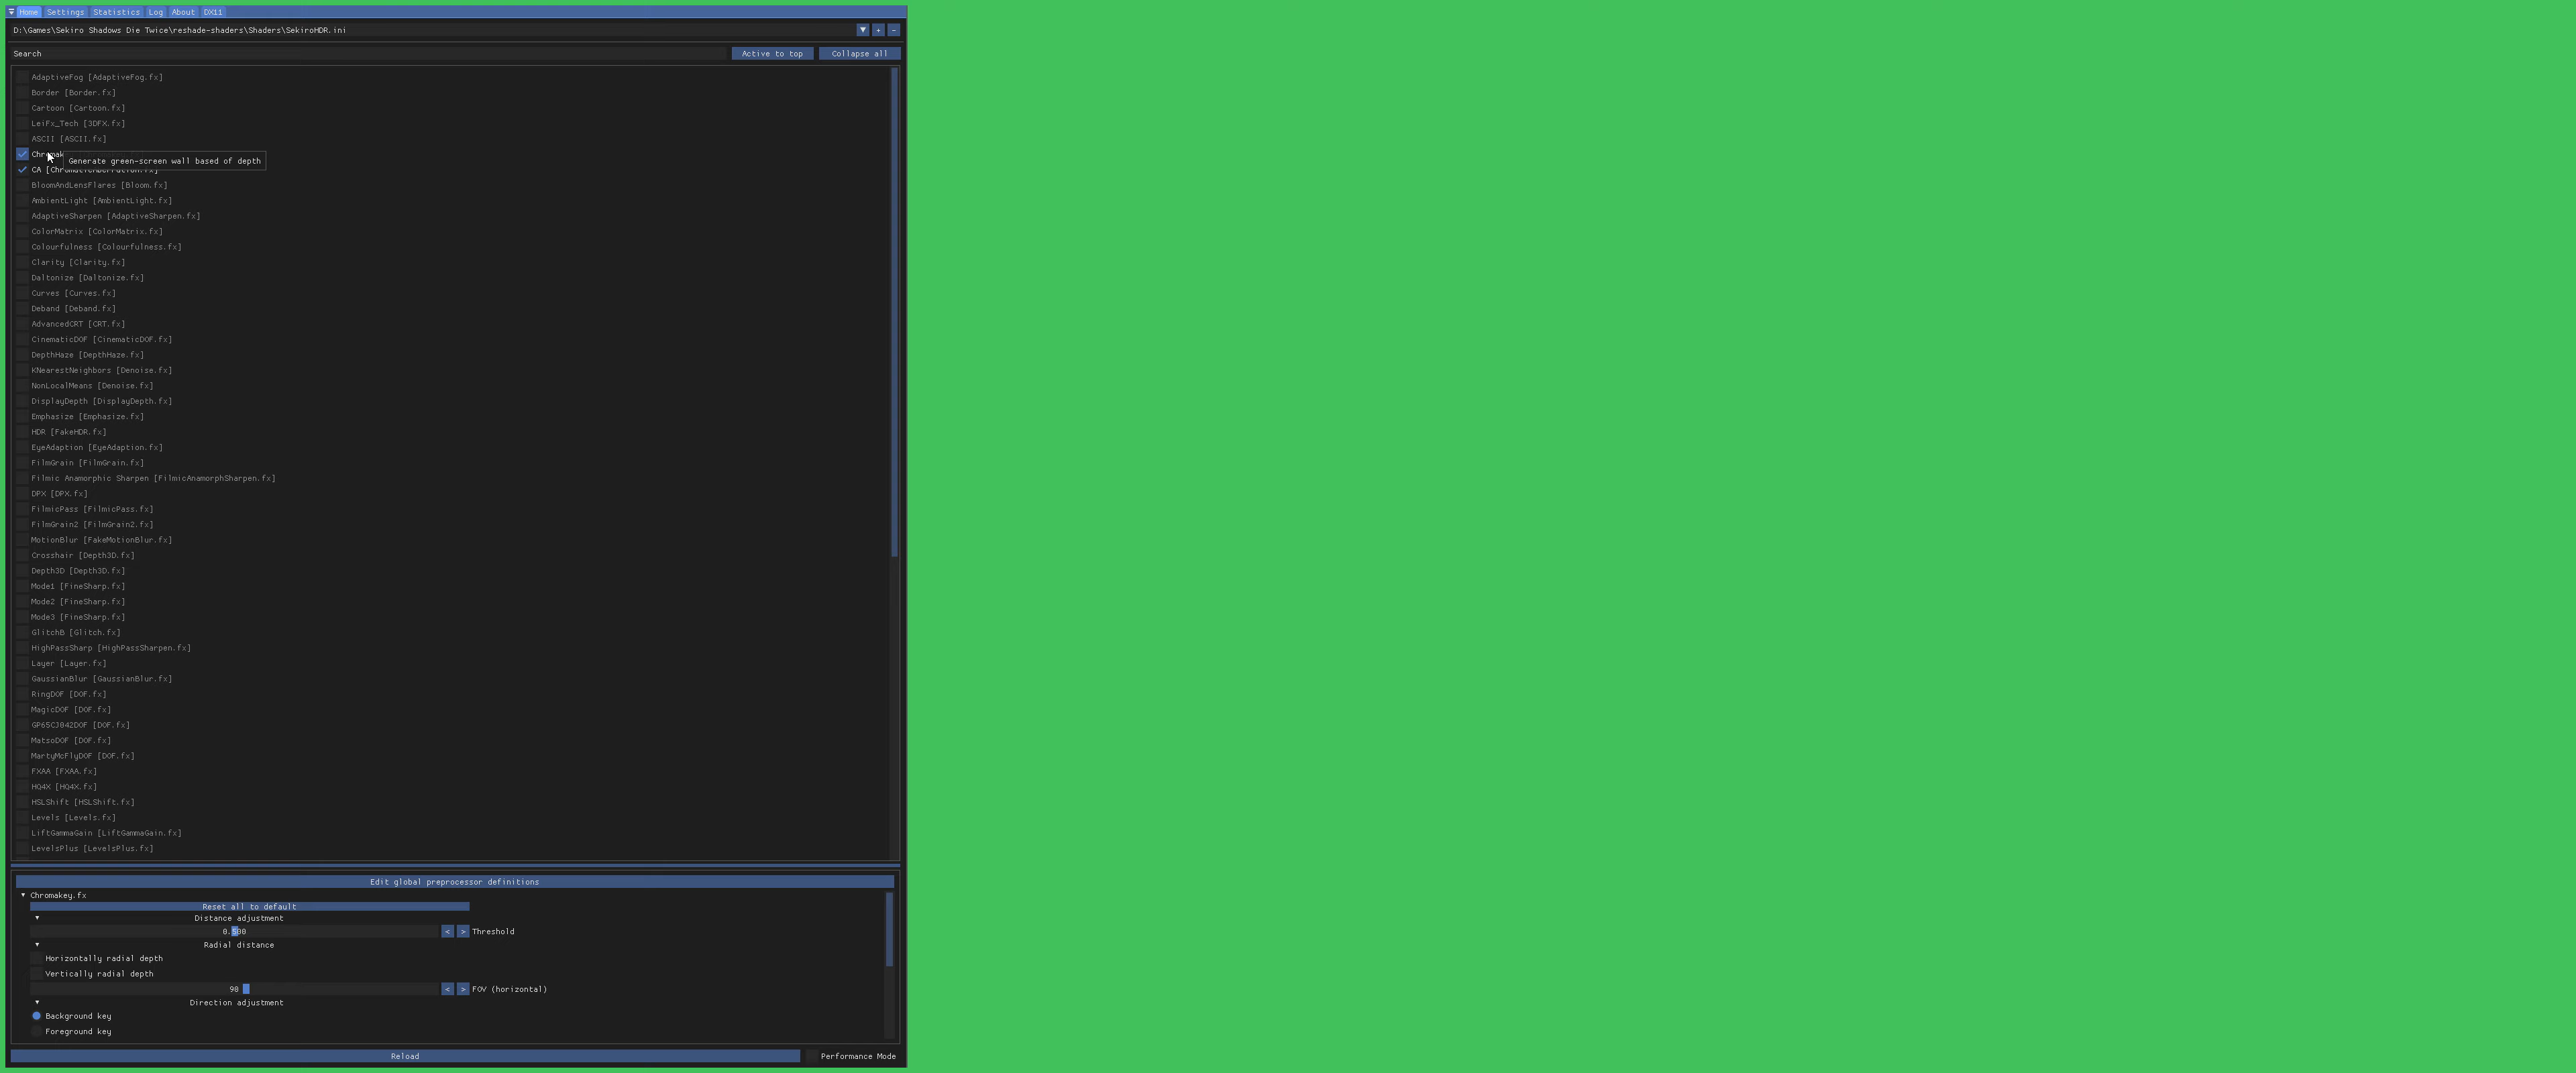 Home Settings Statistics Log About DX11
D:\Games\Sekiro Shadows Die Twice\reshade-shaders\Shaders\SekiroHDR.ini
Search Active to top Collapse all
AdaptiveFog [AdaptiveFog.fx]
Border [Border.fx]
Cartoon [Cartoon.fx]
LeiFx_Tech [3DFX.fx]
ASCII [ASCII.fx]
Generate green-screen wall based of depth
CA [ChromaticAberration.fx]
BloomAndLensFlares [Bloom.fx]
AmbientLight [AmbientLight.fx]
AdaptiveSharpen [AdaptiveSharpen.fx]
ColorMatrix [ColorMatrix.fx]
Colourfulness [Colourfulness.fx]
Clarity [Clarity.fx]
Daltonize [Daltonize.fx]
Curves [Curves.fx]
Deband [Deband.fx]
AdvancedCRT [CRT.fx]
CinematicDOF [CinematicDOF.fx]
DepthHaze [DepthHaze.fx]
KNearestNeighbors [Denoise.fx]
NonLocalMeans [Denoise.fx]
DisplayDepth [DisplayDepth.fx]
Emphasize [Emphasize.fx]
HDR [FakeHDR.fx]
EyeAdaption [EyeAdaption.fx]
FilmGrain [FilmGrain.fx]
Filmic Anamorphic Sharpen [FilmicAnamorphSharpen.fx]
DPX [DPX.fx]
FilmicPass [FilmicPass.fx]
FilmGrain2 [FilmGrain2.fx]
MotionBlur [FakeMotionBlur.fx]
Crosshair [Depth3D.fx]
Depth3D [Depth3D.fx]
Mode1 [FineSharp.fx]
Mode2 [FineSharp.fx]
Mode3 [FineSharp.fx]
GlitchB [Glitch.fx]
HighPassSharp [HighPassSharpen.fx]
Layer [Layer.fx]
GaussianBlur [GaussianBlur.fx]
RingDOF [DOF.fx]
MagicDOF [DOF.fx]
GP65CJ042DOF [DOF.fx]
MatsoDOF [DOF.fx]
MartyMcFlyDOF [DOF.fx]
FXAA [FXAA.fx]
HQ4X [HQ4X.fx]
HSLShift [HSLShift.fx]
Levels [Levels.fx]
LiftGammaGain [LiftGammaGain.fx]
LevelsPlus [LevelsPlus.fx]
Edit global preprocessor definitions
Chromakey.fx
Reset all to default
Distance adjustment
0.500 < > Threshold
Radial distance
Horizontally radial depth
Vertically radial depth
90 < > FOV (horizontal)
Direction adjustment
Background key
Foreground key
Reload Performance Mode